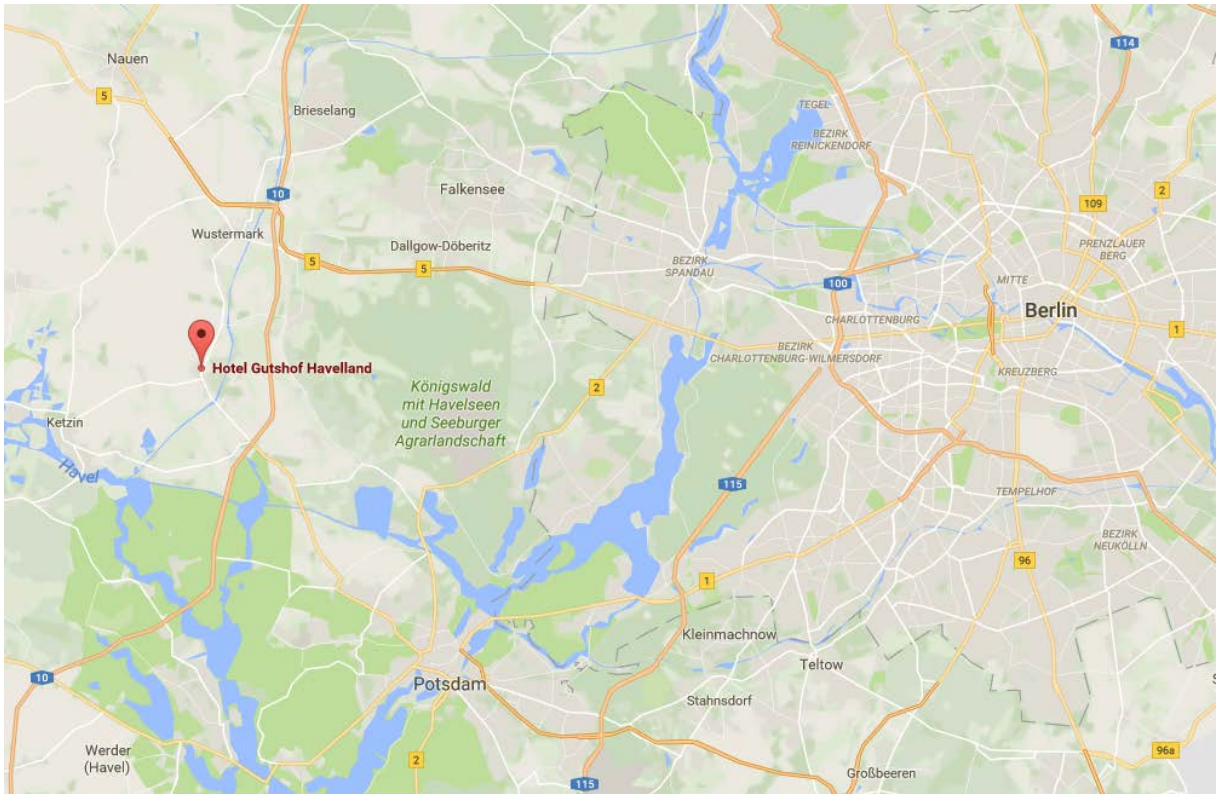 Nauen
5
Brieselang
10
Wustermark
Falkensee
Dallgow-Döberitz
5
5
Hotel Gutshof Havelland
Ketzin
Havel
Königswald
mit Havelseen
und Seeburger
Agrarlandschaft
2
TEGEL
BEZIRK
REINICKENDORF
114
2
109
PRENZLAUER
BERG
BEZIRK
SPANDAU
100
MITTE
CHARLOTTENBURG
Berlin
1
BEZIRK
CHARLOTTENBURG-WILMERSDORF
KREUZBERG
115
TEMPELHOF
BEZIRK
NEUKÖLLN
96
1
Kleinmachnow
Teltow
10
Potsdam
Stahnsdorf
S
Werder
(Havel)
2
115
Großbeeren
96a